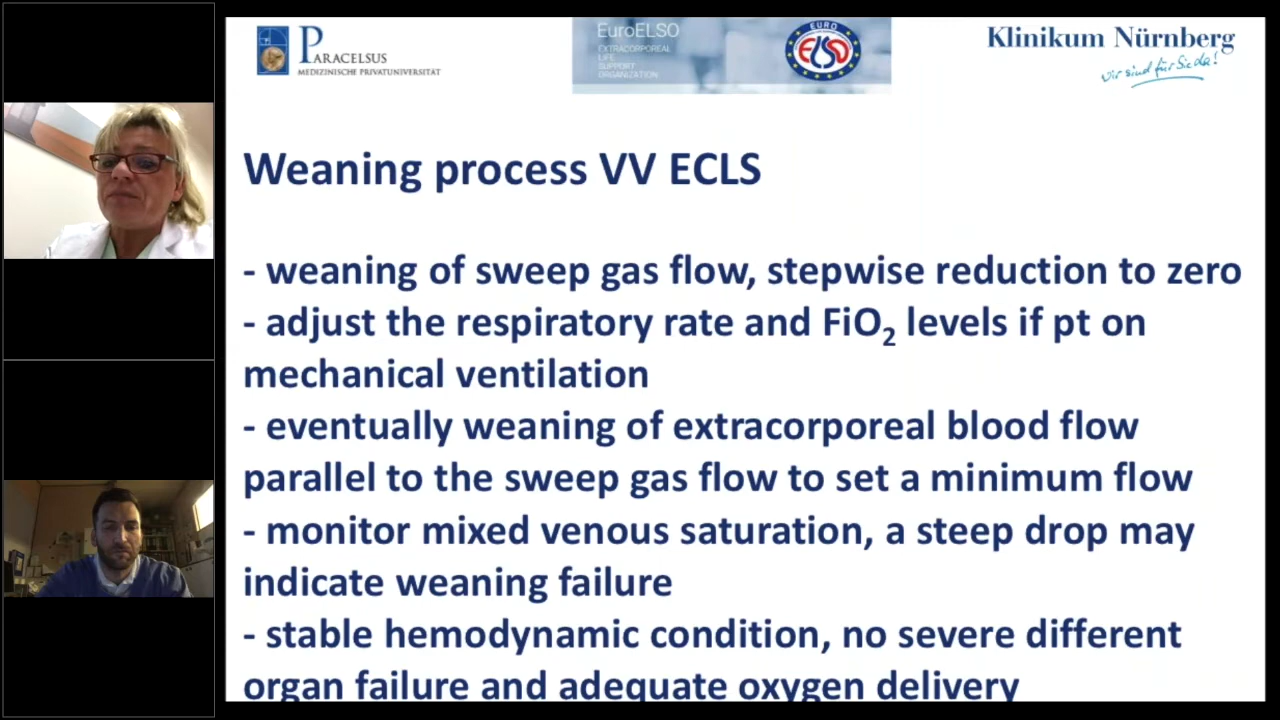 PARACELSUS
MEDIZINISCHE PRIVATUNIVERSITÄT
EuroELSO
EXTRACORPOREAL
LIFE
SUPPORT
ORGANIZATION
EURO
ELSO
Klinikum Nürnberg
Wir sind für Sie da!
Weaning process VV ECLS
- weaning of sweep gas flow, stepwise reduction to zero
- adjust the respiratory rate and FiO₂ levels if pt on
mechanical ventilation
- eventually weaning of extracorporeal blood flow
parallel to the sweep gas flow to set a minimum flow
- monitor mixed venous saturation, a steep drop may
indicate weaning failure
- stable hemodynamic condition, no severe different
organ failure and adequate oxygen delivery